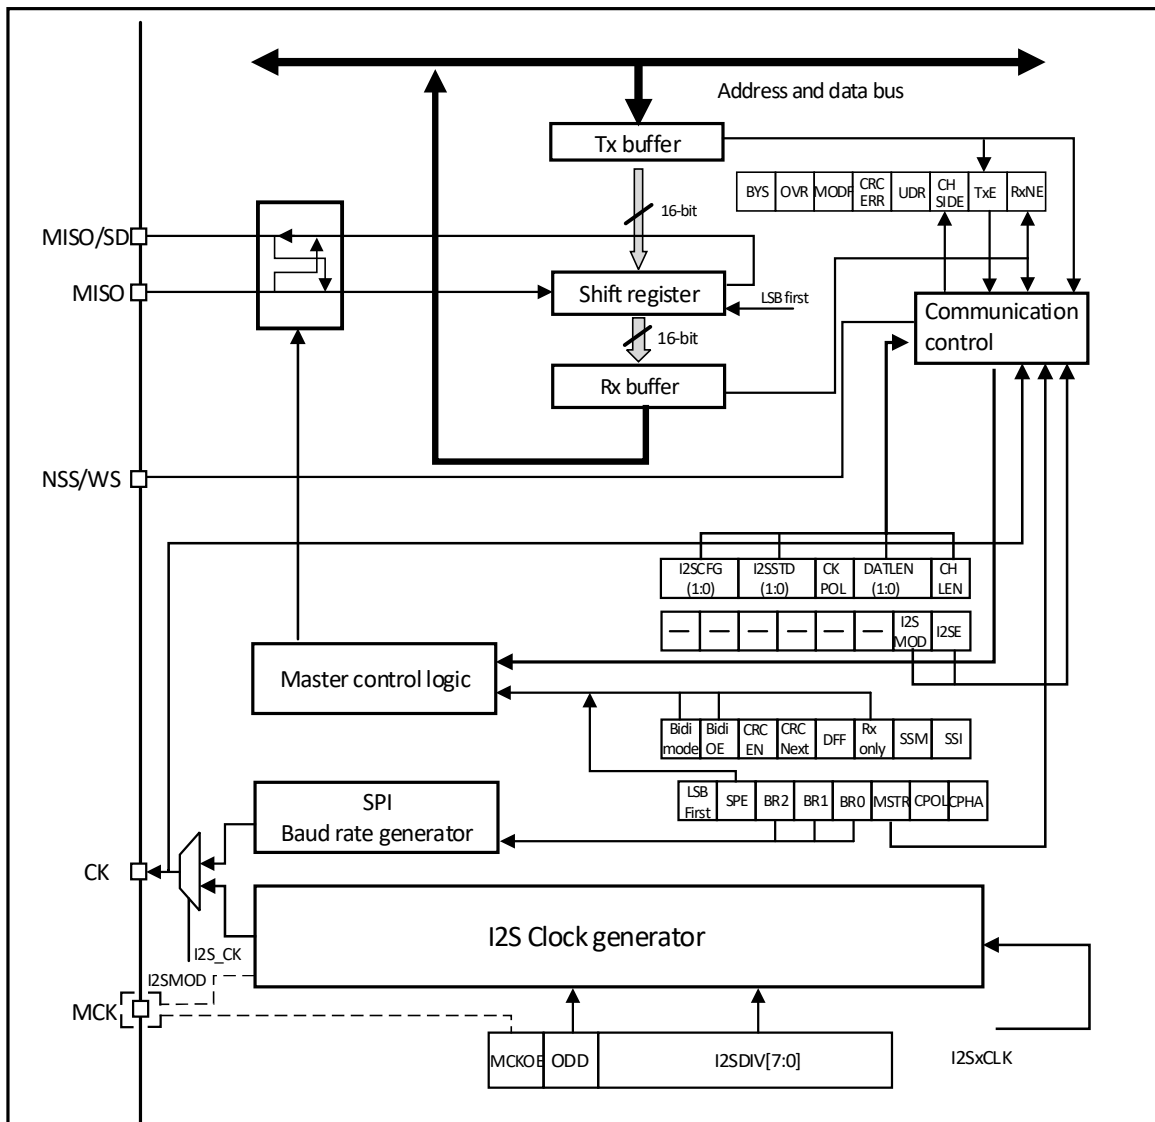 Address and data bus
Tx buffer
BYS
OVR
MODF
CRC
ERR
UDR
CH
SIDE
TxE
RxNE
16-bit
MISO/SD
MISO
Shift register
LSB first
Communication
control
16-bit
Rx buffer
NSS/WS
I2SCFG
(1:0)
I2SSTD
(1:0)
CK
POL
DATLEN
(1:0)
CH
LEN
— — — — — —
I2S
MOD
I2SE
Master control logic
Bidi
mode
Bidi
OE
CRC
EN
CRC
Next
DFF
Rx
only
SSM
SSI
LSB
First
SPE
BR2
BR1
BR0
MSTR
CPOL
CPHA
SPI
Baud rate generator
CK
I2S Clock generator
I2S_CK
I2SMOD
MCK
MCKOE
ODD
I2SDIV[7:0]
I2SxCLK